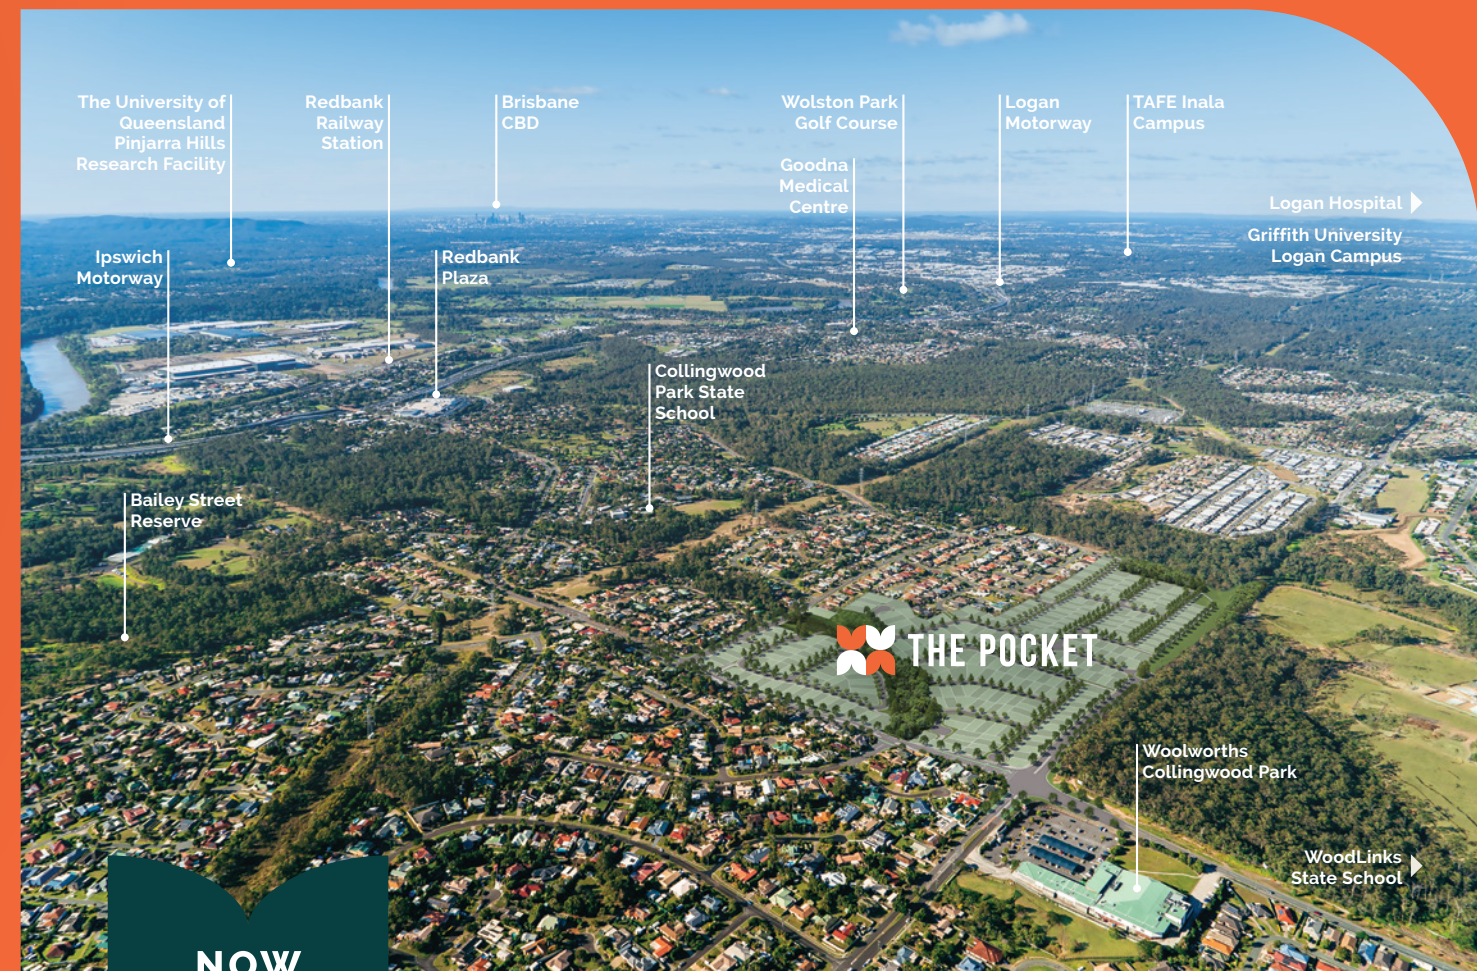 The University of
Queensland
Pinjarra Hills
Research Facility
Redbank
Railway
Station
Brisbane
CBD
Wolston Park
Golf Course
Logan
Motorway
TAFE Inala
Campus
Goodna
Medical
Centre
Logan Hospital
Griffith University
Logan Campus
Ipswich
Motorway
Redbank
Plaza
Collingwood
Park State
School
Bailey Street
Reserve
THE POCKET
Woolworths
Collingwood Park
WoodLinks
State School
NOW